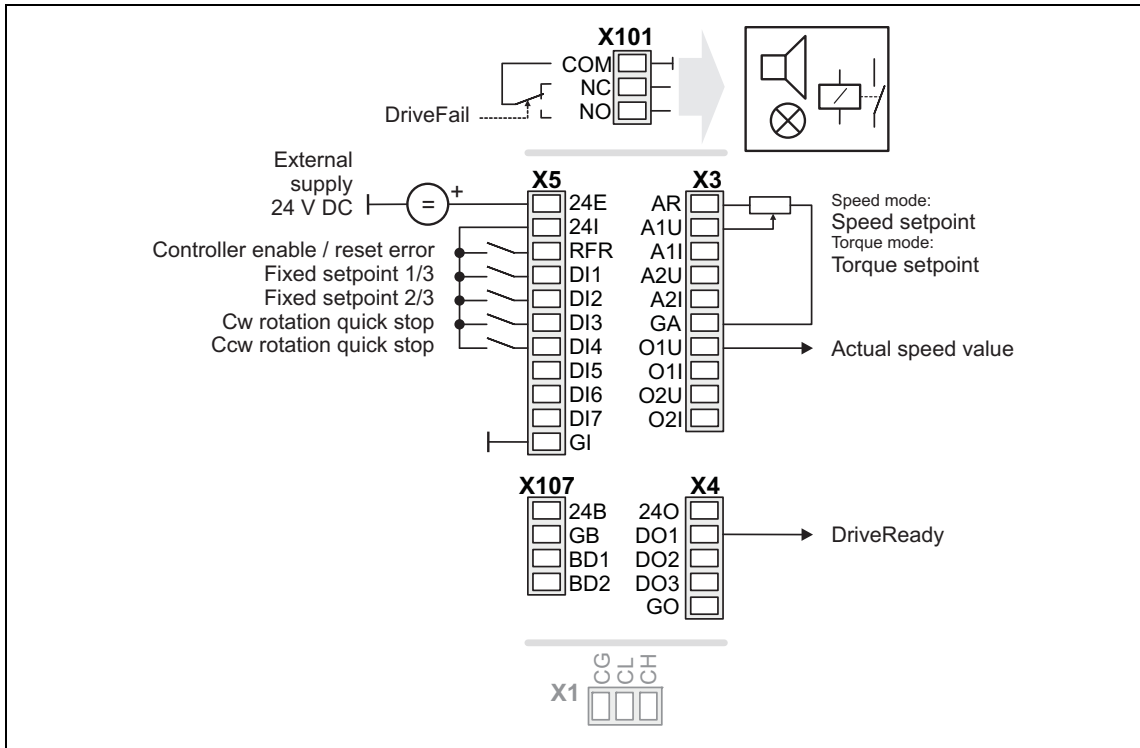 X101
COM
NC
NO
DriveFail
External
supply
24 V DC
=
+
X5
24E
24I
RFR
DI1
DI2
DI3
DI4
DI5
DI6
DI7
GI
Controller enable / reset error
Fixed setpoint 1/3
Fixed setpoint 2/3
Cw rotation quick stop
Ccw rotation quick stop
X3
AR
A1U
A1I
A2U
A2I
GA
O1U
O1I
O2U
O2I
Speed mode:
Speed setpoint
Torque mode:
Torque setpoint
Actual speed value
X107
24B
GB
BD1
BD2
X4
24O
DO1
DO2
DO3
GO
DriveReady
X1
CG
CL
CH